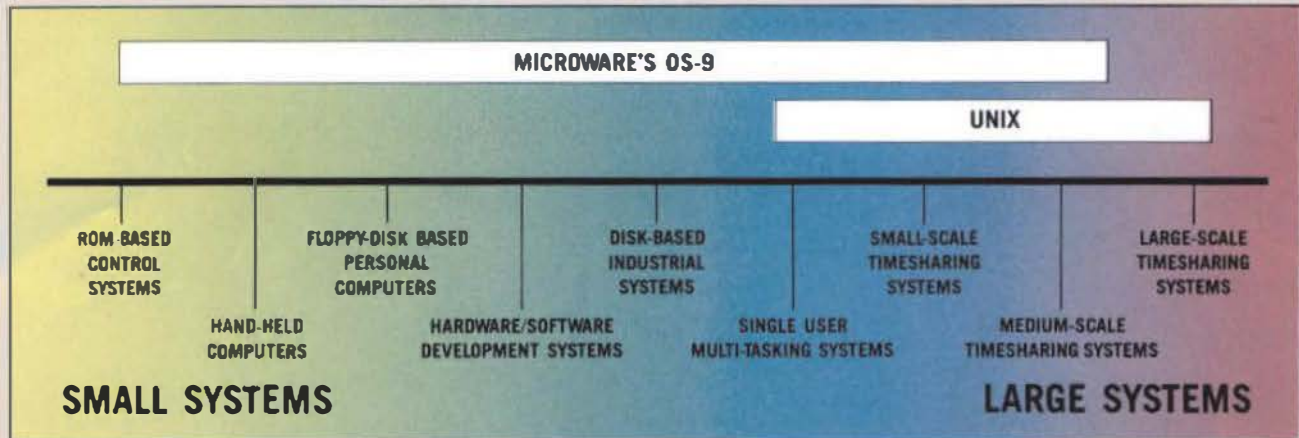 MICROWARE'S OS-9
UNIX
ROM-BASED
CONTROL
SYSTEMS
HAND-HELD
COMPUTERS
FLOPPY-DISK BASED
PERSONAL
COMPUTERS
HARDWARE/SOFTWARE
DEVELOPMENT SYSTEMS
DISK-BASED
INDUSTRIAL
SYSTEMS
SINGLE USER
MULTI-TASKING SYSTEMS
SMALL-SCALE
TIMESHARING
SYSTEMS
MEDIUM-SCALE
TIMESHARING SYSTEMS
LARGE-SCALE
TIMESHARING
SYSTEMS
SMALL SYSTEMS
LARGE SYSTEMS